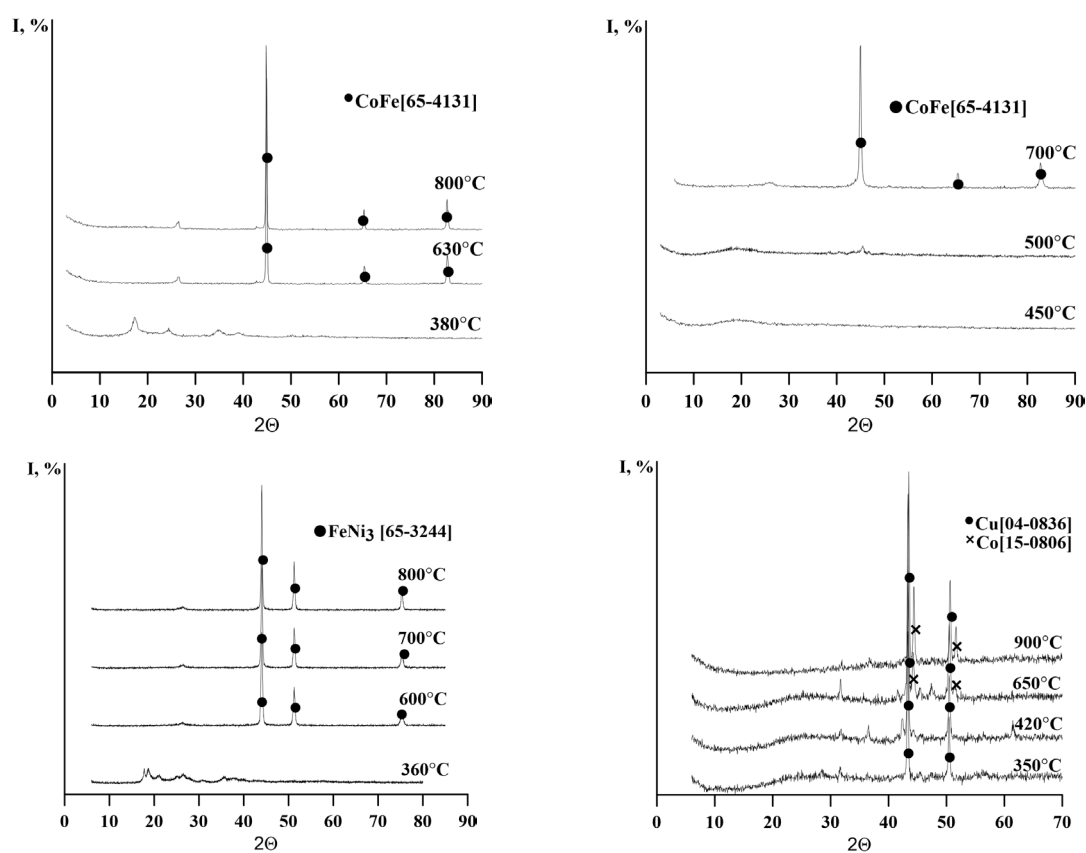 I, %
● CoFe[65-4131]
800°C
630°C
380°C
0 10 20 30 40 50 60 70 80 90
2Θ
I, %
● CoFe[65-4131]
700°C
500°C
450°C
0 10 20 30 40 50 60 70 80 90
2Θ
I, %
● FeNi3 [65-3244]
800°C
700°C
600°C
360°C
0 10 20 30 40 50 60 70 80 90
2Θ
I, %
● Cu[04-0836]
× Co[15-0806]
900°C
650°C
420°C
350°C
0 10 20 30 40 50 60 70
2Θ